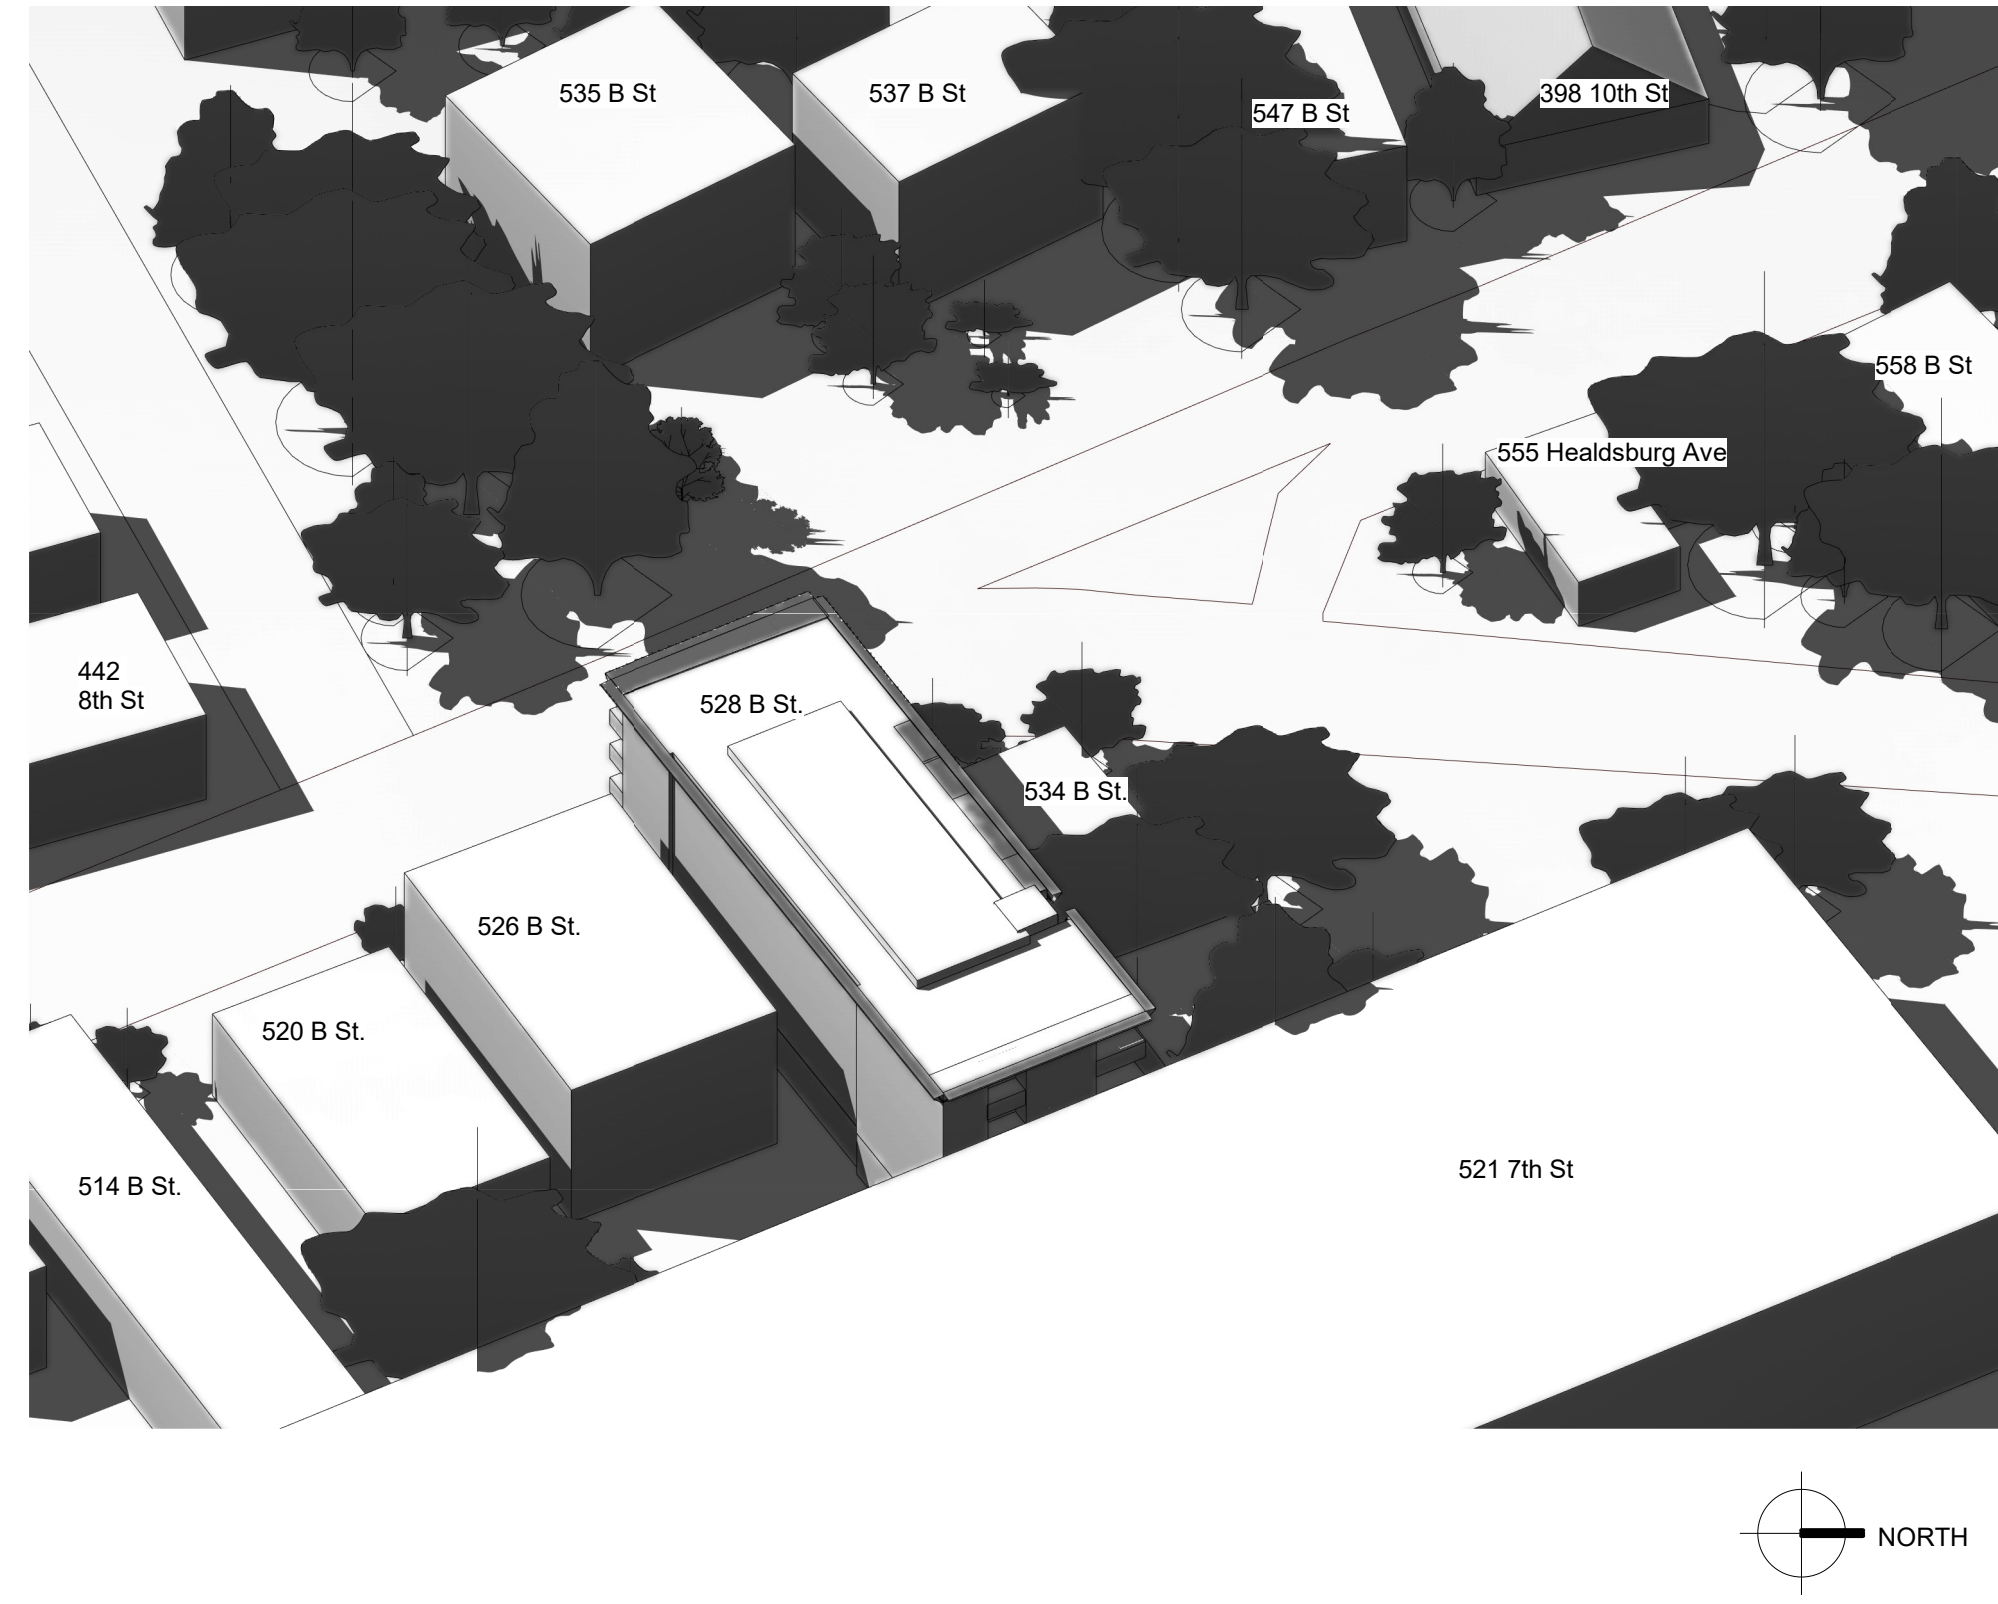 535 B St
537 B St
547 B St
398 10th St
558 B St
555 Healdsburg Ave
442
8th St
528 B St.
534 B St.
526 B St.
520 B St.
514 B St.
521 7th St
NORTH